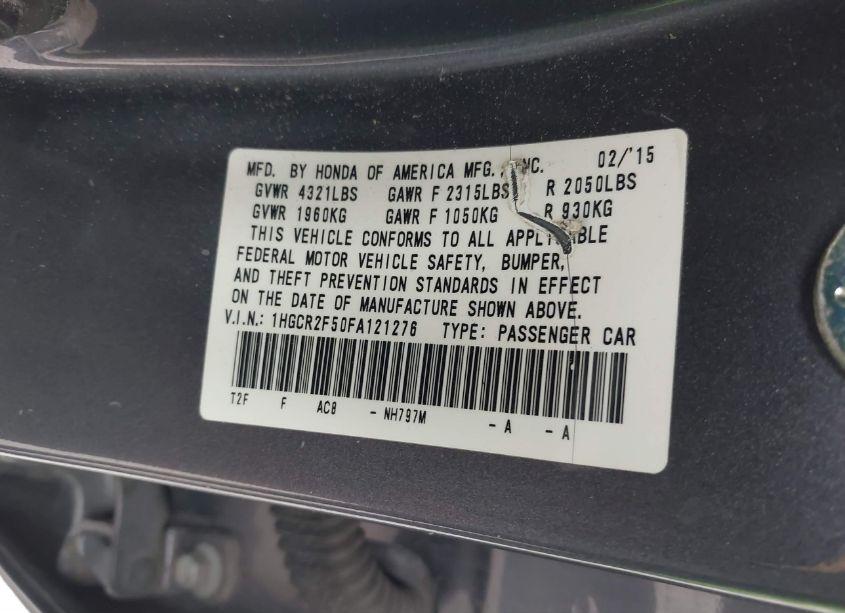 MFD. BY HONDA OF AMERICA MFG., INC. 02/'15
GVWR 4321LBS GAWR F 2315LBS R 2050LBS
GVWR 1960KG GAWR F 1050KG R 930KG
THIS VEHICLE CONFORMS TO ALL
FEDERAL MOTOR VEHICLE SAFETY, BUMPER,
AND THEFT PREVENTION STANDARDS IN EFFECT
ON THE DATE OF MANUFACTURE SHOWN ABOVE.
V.I.N.: 1HGCR2F50FA121276 TYPE: PASSENGER CAR
T2F F AC0 - NH797M - A - A